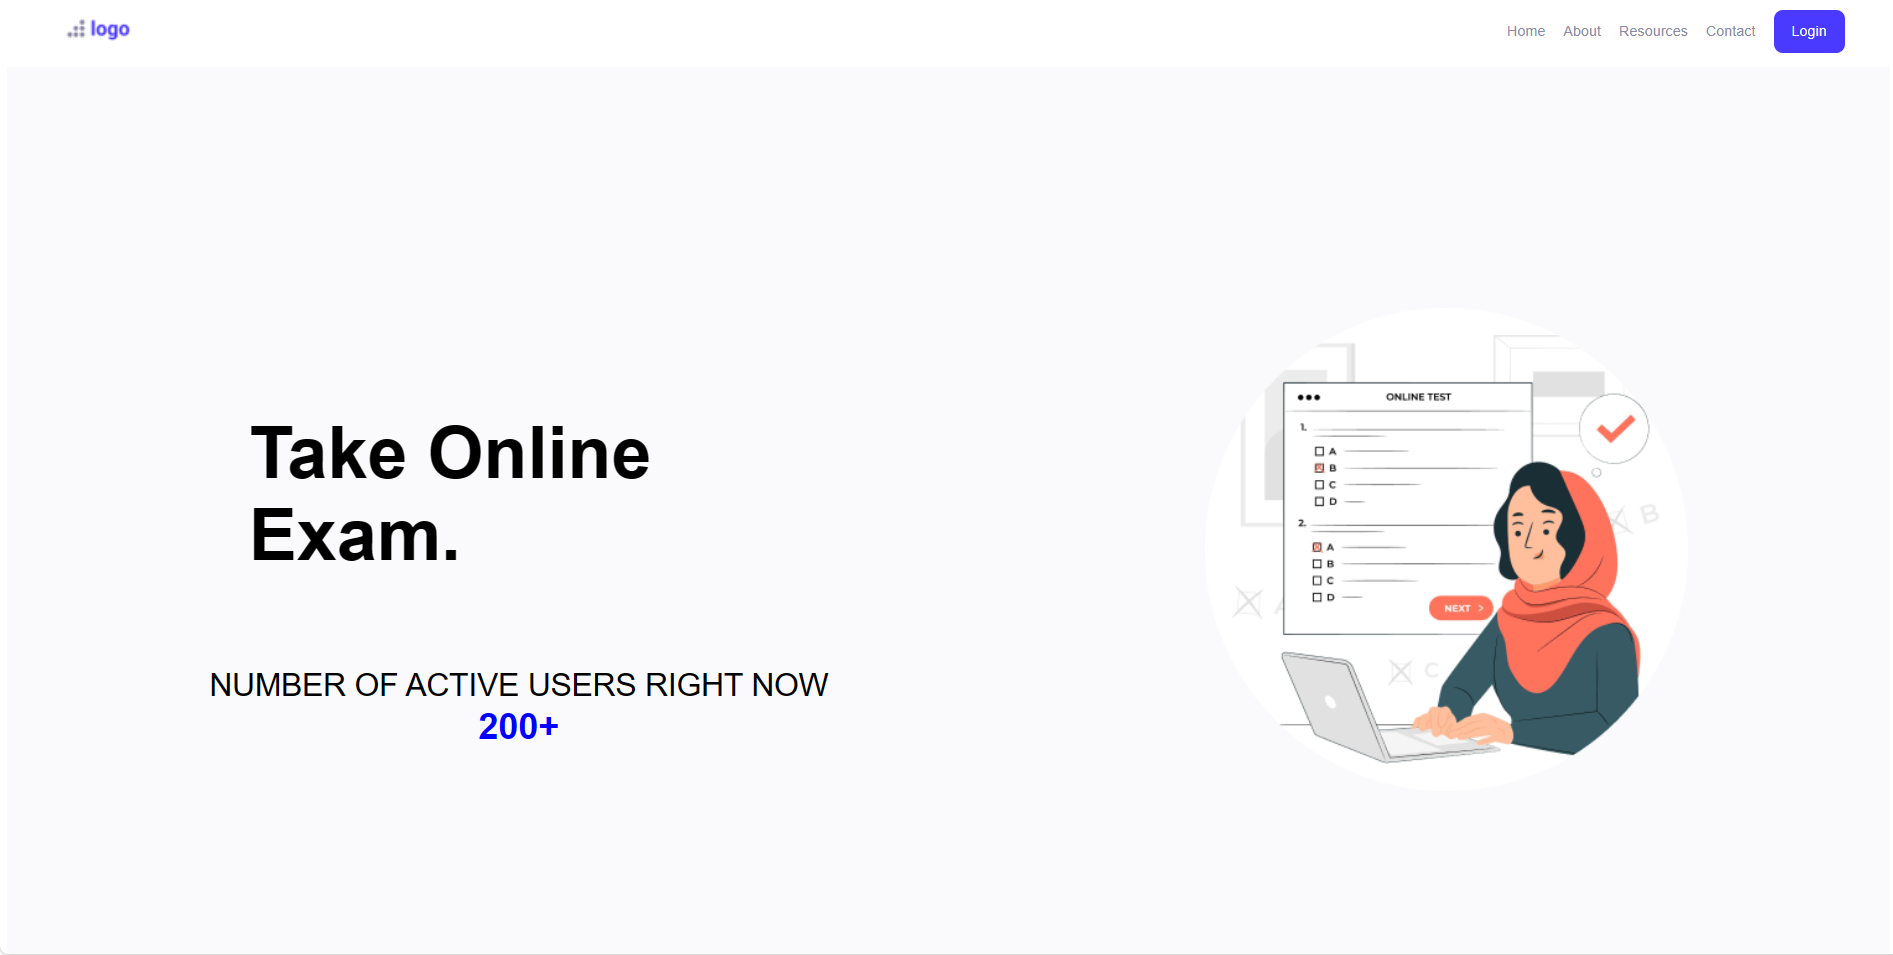 logo
Home About Resources Contact Login
Take Online
Exam.
NUMBER OF ACTIVE USERS RIGHT NOW
200+
ONLINE TEST
1.
A
B
C
D
2.
A
B
C
D
NEXT >
B
A
C